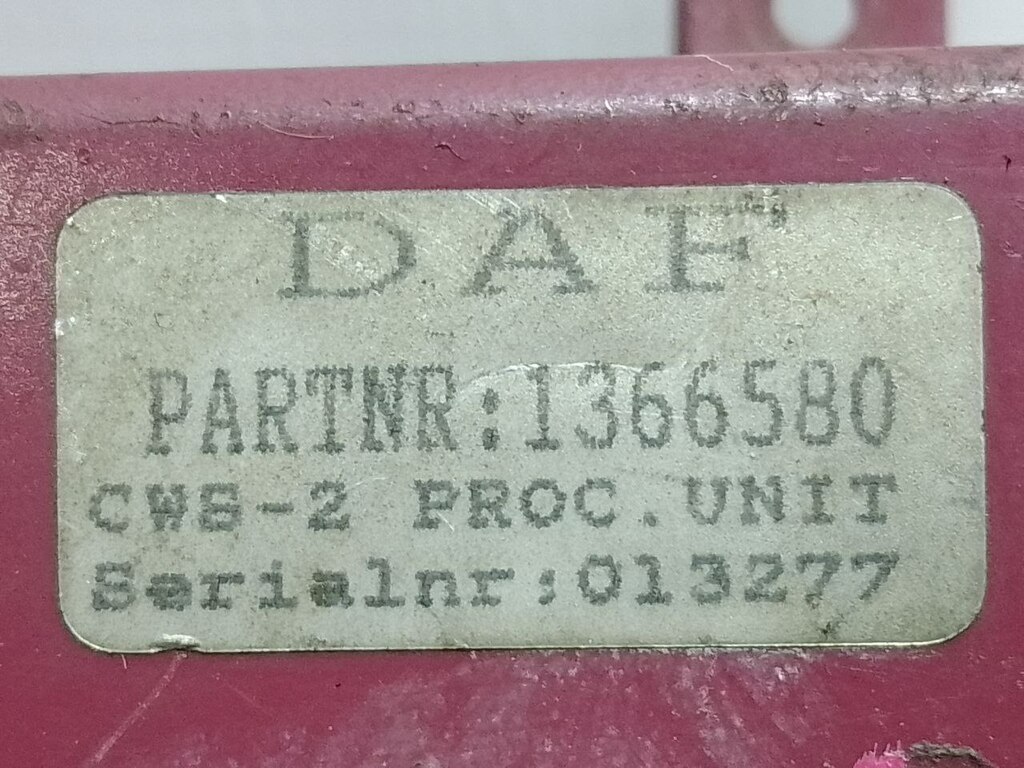 DAF
PARTNR:1366580
CWS-2 PROC.UNIT
Serialnr:013277